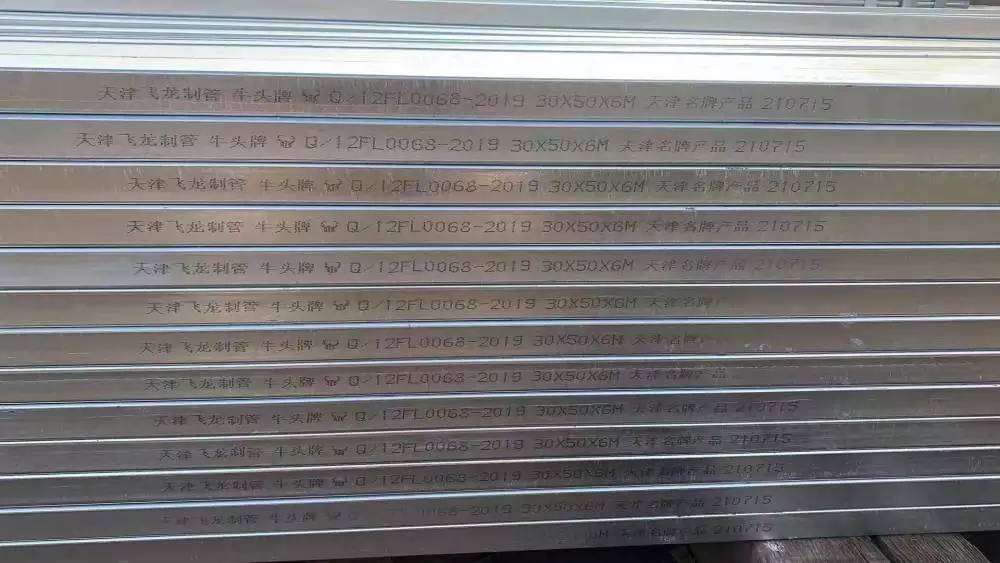 天津飞龙制管 牛头牌 Q/12FL0068-2019 30X50X6M 天津名牌产品 210715
天津飞龙制管 牛头牌 Q/12FL0068-2019 30X50X6M 天津名牌产品 210715
天津飞龙制管 牛头牌 Q/12FL0068-2019 30X50X6M 天津名牌产品 210715
天津飞龙制管 牛头牌 Q/12FL0068-2019 30X50X6M 天津名牌产品 210715
天津飞龙制管 牛头牌 Q/12FL0068-2019 30X50X6M 天津名牌产品 210715
天津飞龙制管 牛头牌 Q/12FL0068-2019 30X50X6M 天津名牌
天津飞龙制管 牛头牌 Q/12FL0068-2019 30X50X6M 天津名牌
天津飞龙制管 牛头牌 Q/12FL0068-2019 30X50X6M 天津名牌产品
天津飞龙制管 牛头牌 Q/12FL0068-2019 30X50X6M 天津名牌产品 210715
天津飞龙制管 牛头牌 Q/12FL0068-2019 30X50X6M 天津名牌产品 210715
天津飞龙制管 牛头牌 Q/12FL0068-2019 30X50X6M 天津名牌产品 210715
天津飞龙制管 牛头牌 0068-2019 30X50X6M 天津名牌产品 210715
天津名牌产品 210715